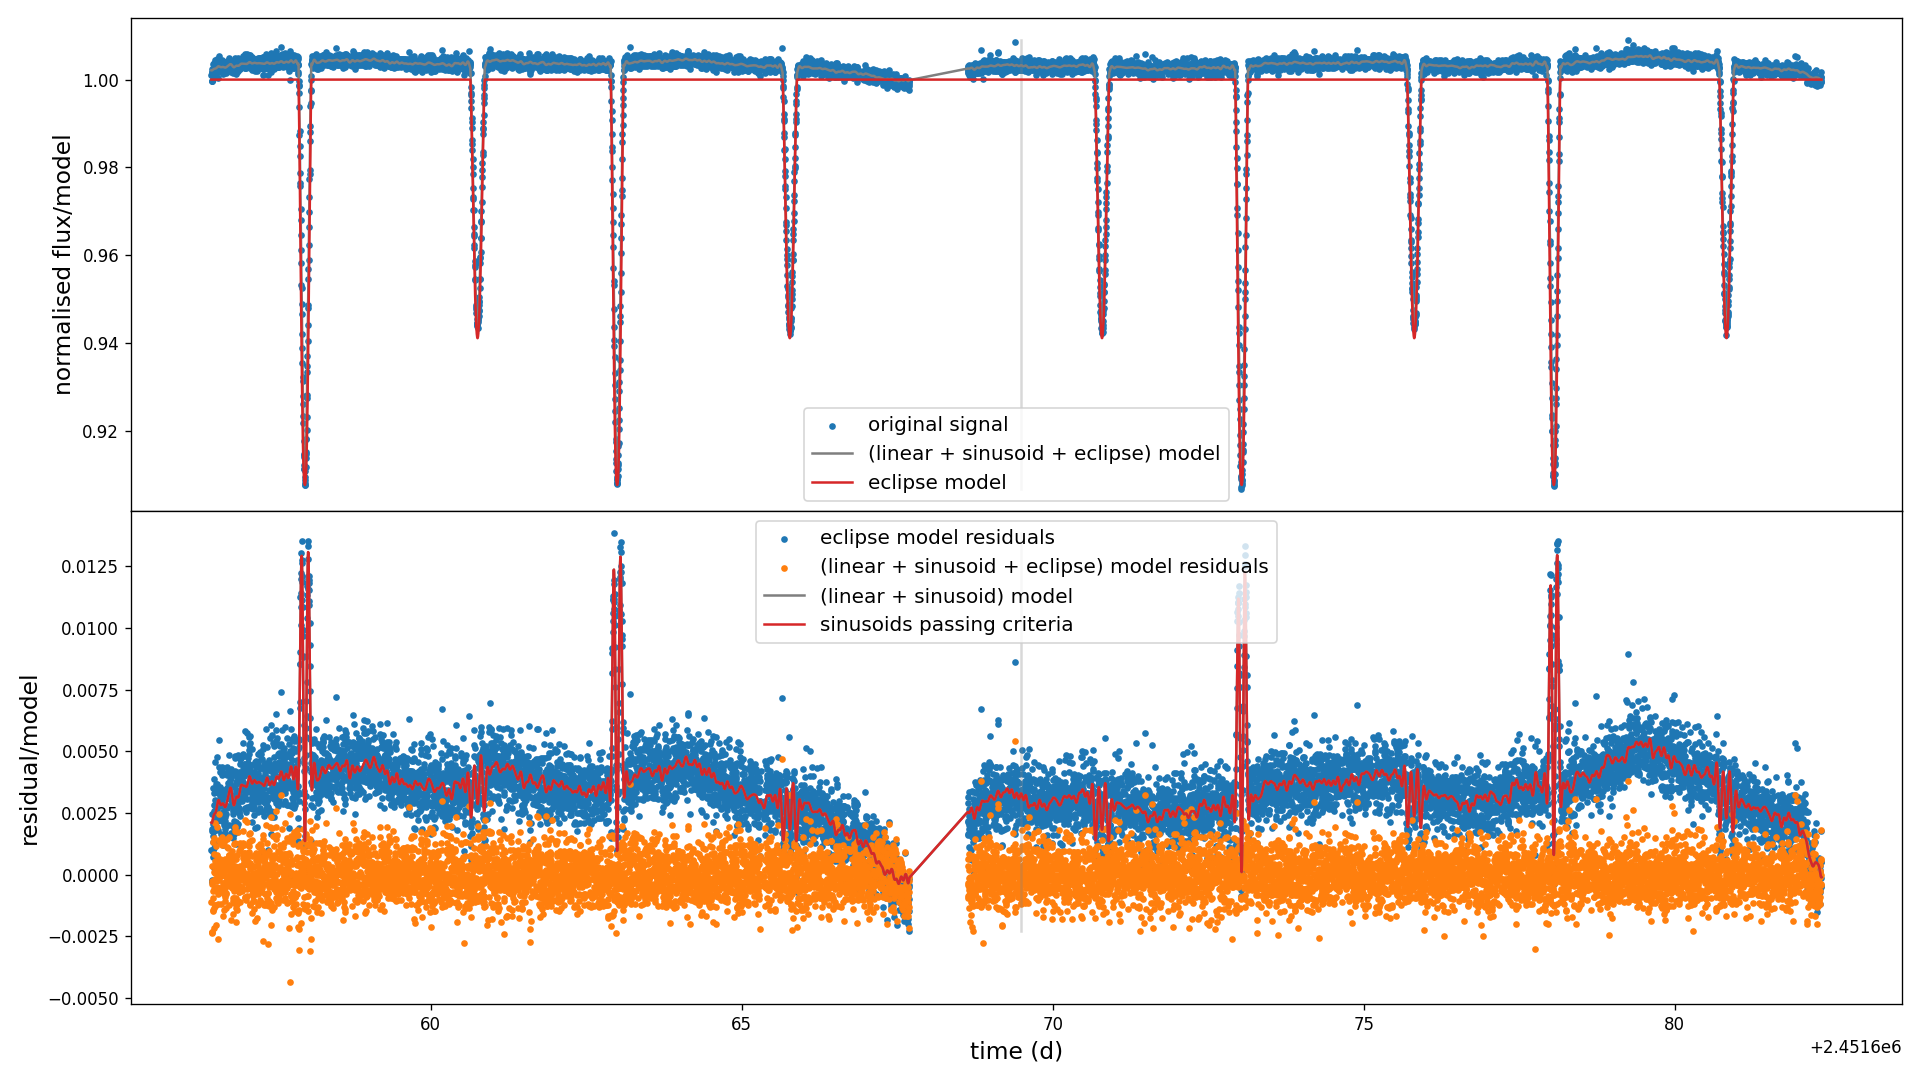 1.00
0.98
0.96
0.94
0.92
normalised flux/model
original signal
(linear + sinusoid + eclipse) model
eclipse model
eclipse model residuals
(linear + sinusoid + eclipse) model residuals
(linear + sinusoid) model
sinusoids passing criteria
0.0125
0.0100
0.0075
0.0050
0.0025
0.0000
−0.0025
−0.0050
residual/model
60
65
70
75
80
time (d)
+2.4516e6